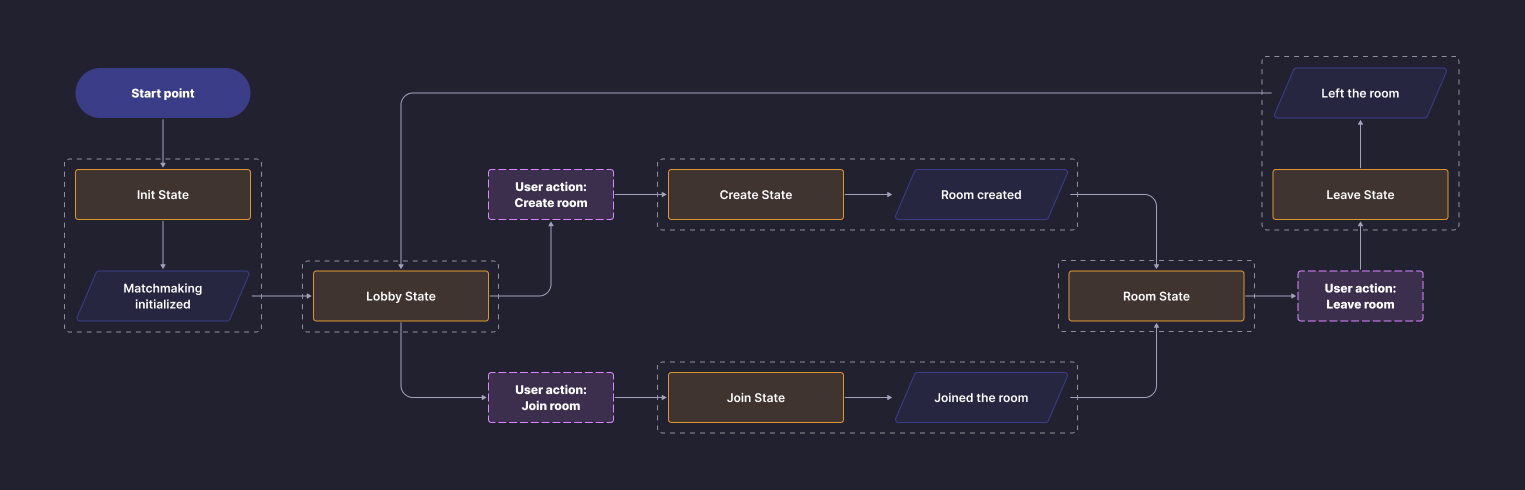 Start point
Left the room
Init State
User action:
Create room
Create State
Room created
Leave State
Matchmaking
initialized
Lobby State
Room State
User action:
Leave room
User action:
Join room
Join State
Joined the room